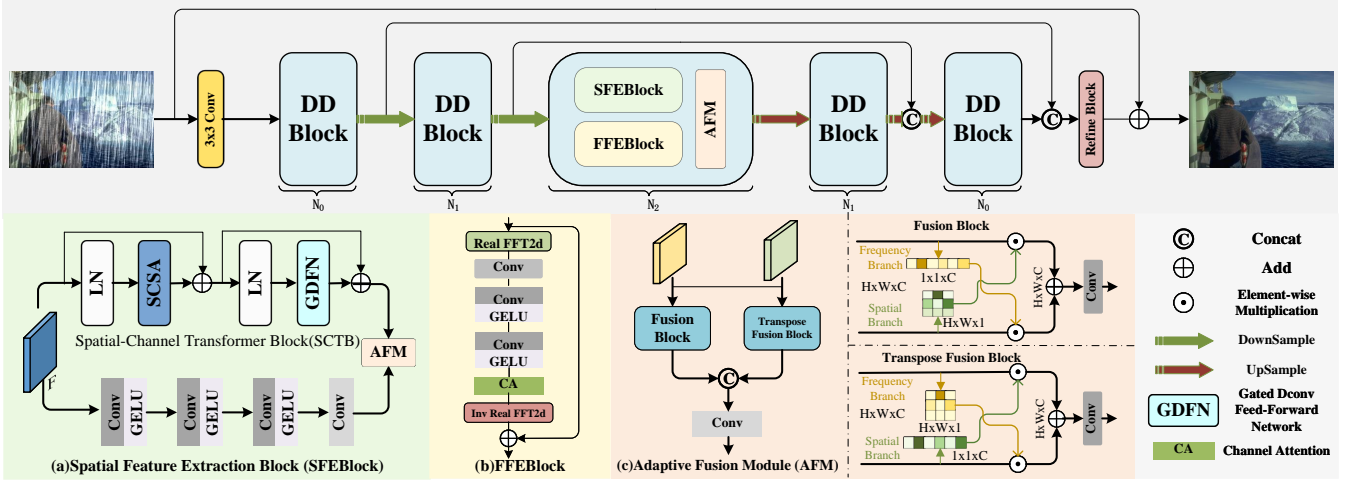 3x3 Conv
DD
Block
DD
Block
SFEBlock
FFEBlock
AFM
DD
Block
C
DD
Block
C
Refine Block
N0
N1
N2
N1
N0
LN
SCSA
LN
GDFN
Spatial-Channel Transformer Block(SCTB)
AFM
F
Conv
GELU
Conv
GELU
Conv
GELU
Conv
(a)Spatial Feature Extraction Block (SFEBlock)
Real FFT2d
Conv
Conv
GELU
Conv
GELU
CA
Inv Real FFT2d
(b)FFEBlock
Fusion
Block
Transpose
Fusion Block
C
Conv
(c)Adaptive Fusion Module (AFM)
Fusion Block
Frequency
Branch
1x1xC
HxWxC
Spatial
Branch
HxWx1
HxWxC
Conv
Transpose Fusion Block
Frequency
Branch
HxWxC
HxWx1
Spatial
Branch
1x1xC
HxWxC
Conv
C
Concat
Add
Element-wise
Multiplication
DownSample
UpSample
GDFN
Gated Dconv
Feed-Forward
Network
CA
Channel Attention